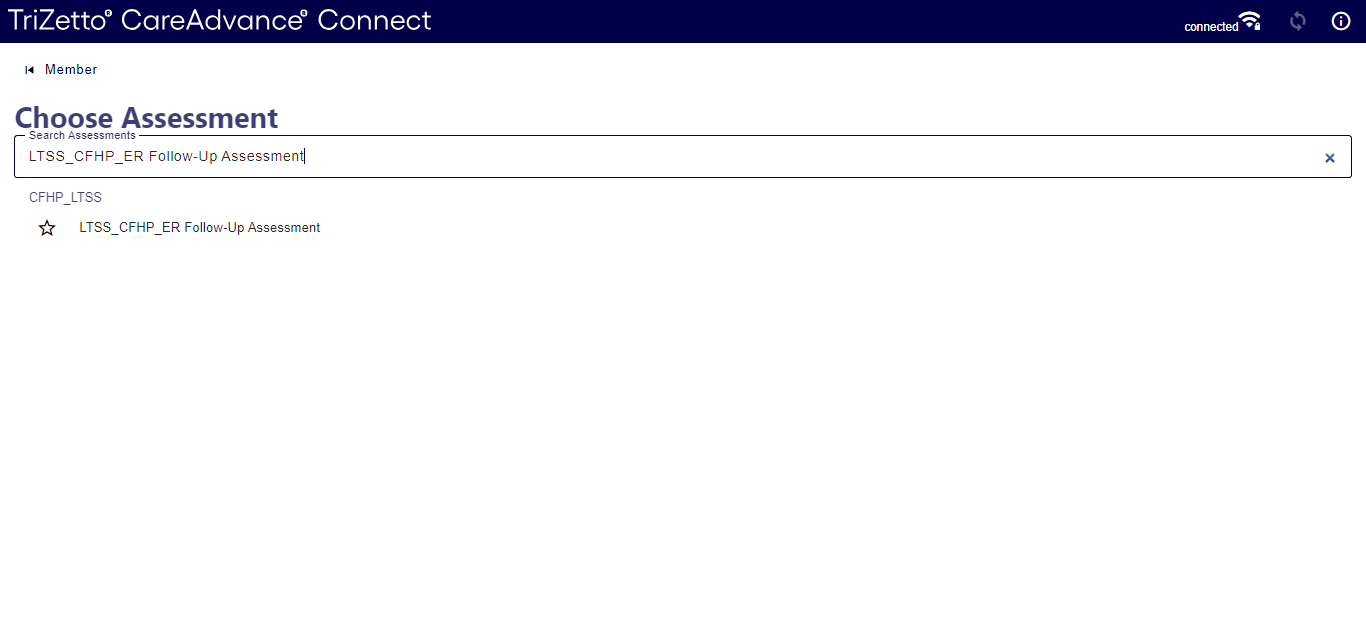 TriZetto® CareAdvance® Connect
connected
Member
Choose Assessment
Search Assessments
LTSS_CFHP_ER Follow-Up Assessment
CFHP_LTSS
LTSS_CFHP_ER Follow-Up Assessment